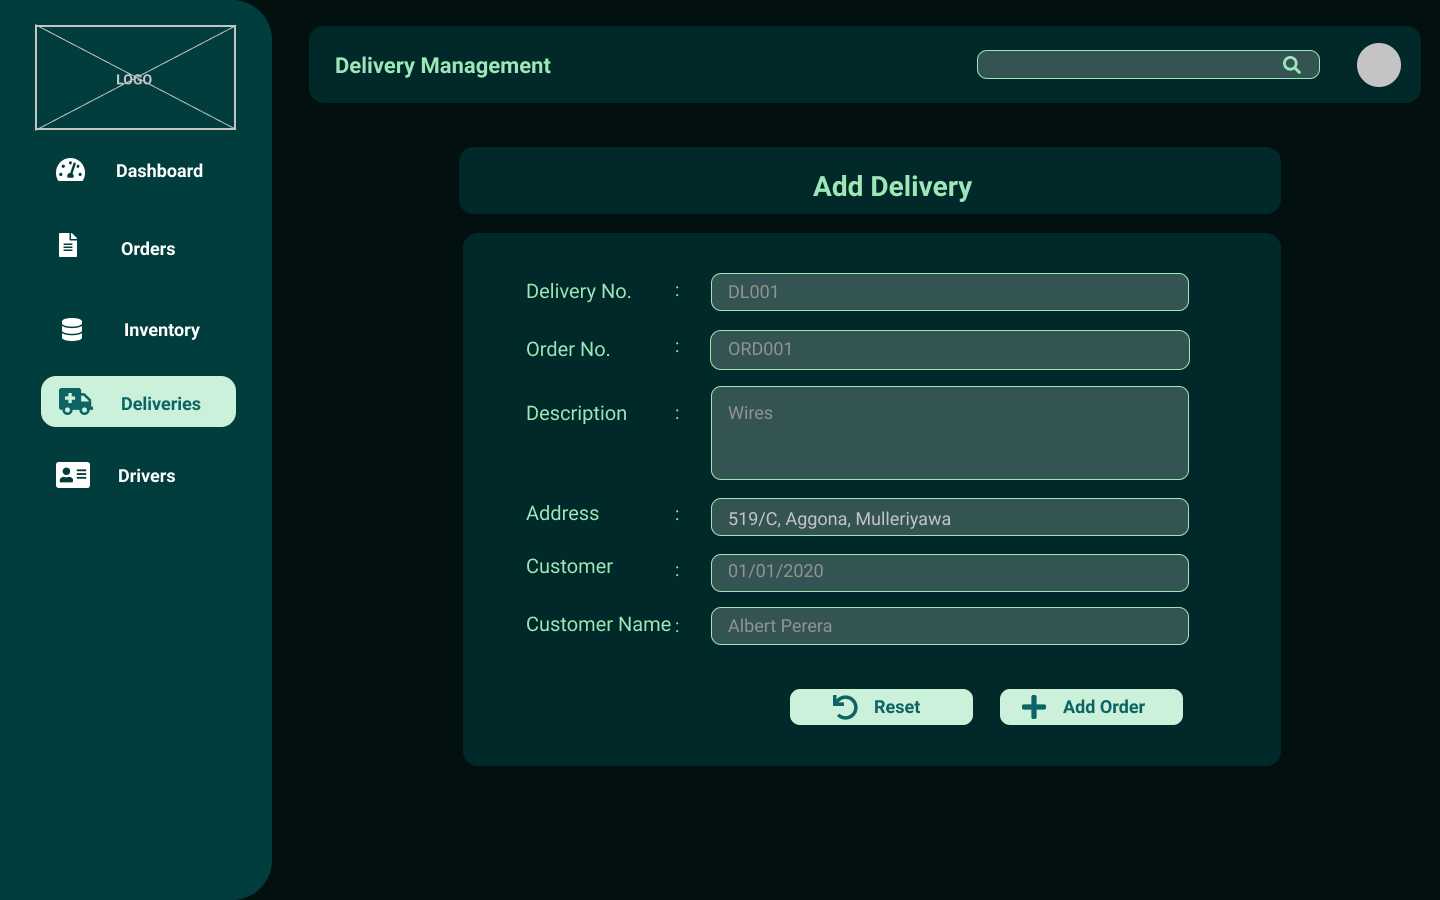 LOGO
Dashboard
Orders
Inventory
Deliveries
Drivers
Delivery Management
Add Delivery
Delivery No. : DL001
Order No. : ORD001
Description : Wires
Address : 519/C, Aggona, Mulleriyawa
Customer : 01/01/2020
Customer Name : Albert Perera
Reset
Add Order